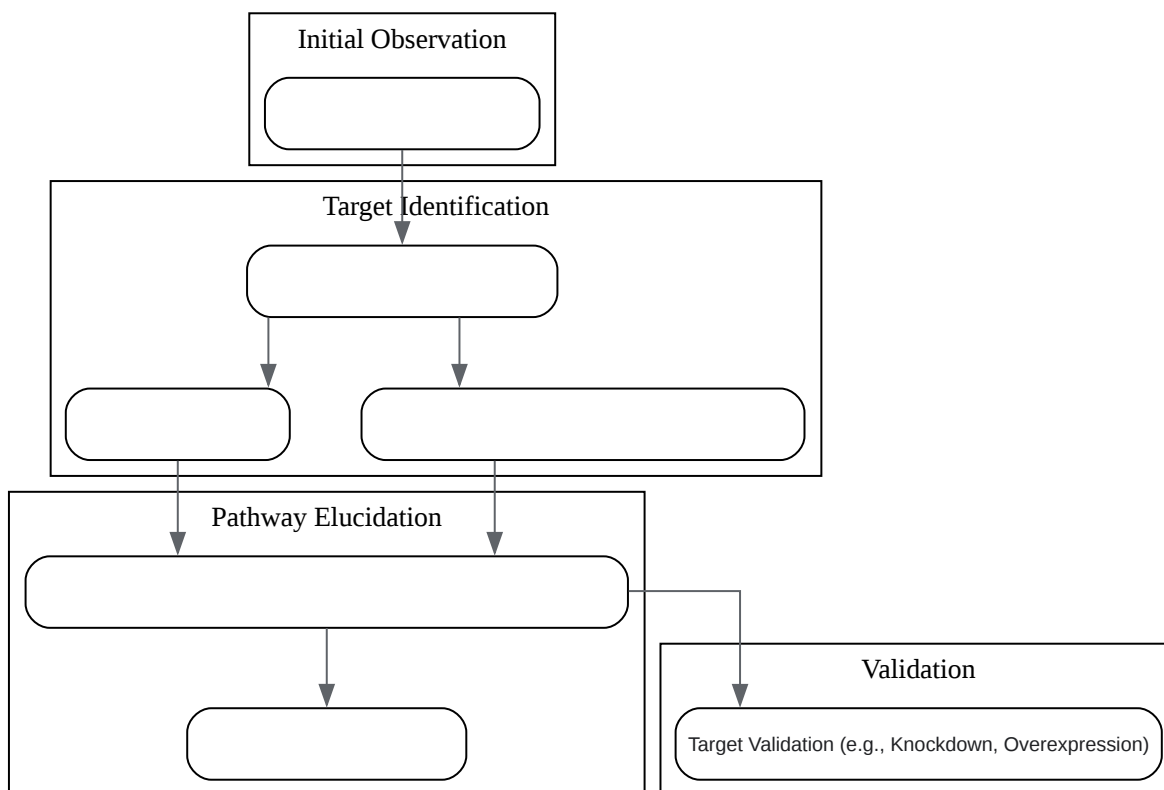 Initial Observation
Target Identification
Pathway Elucidation
Validation
Target Validation (e.g., Knockdown, Overexpression)